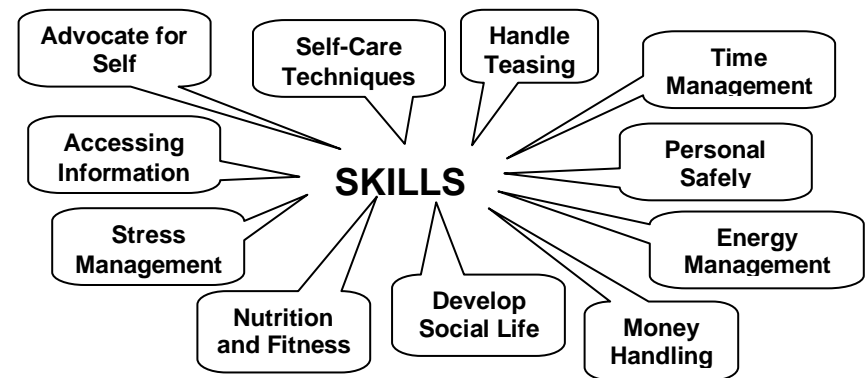 Advocate for
Self
Self-Care
Techniques
Handle
Teasing
Time
Management
Accessing
Information
SKILLS
Personal
Safely
Stress
Management
Energy
Management
Nutrition
and Fitness
Develop
Social Life
Money
Handling